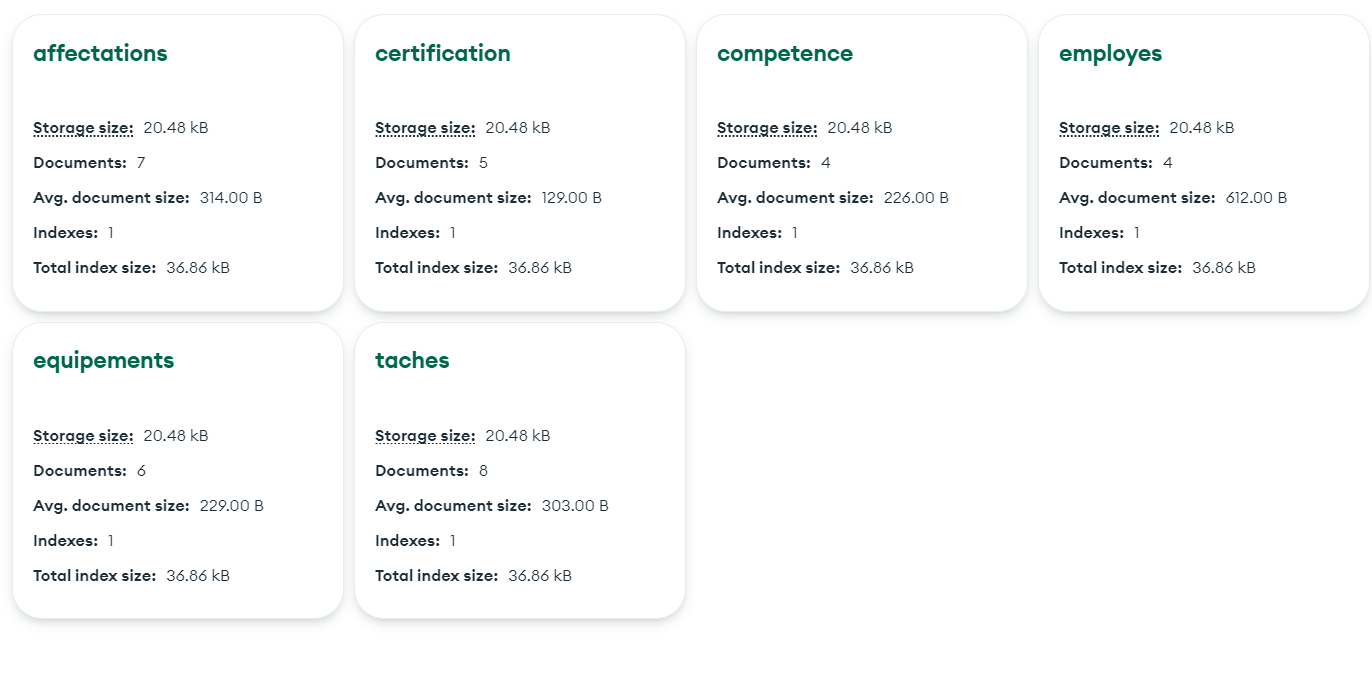 affectations
Storage size: 20.48 kB
Documents: 7
Avg. document size: 314.00 B
Indexes: 1
Total index size: 36.86 kB
certification
Storage size: 20.48 kB
Documents: 5
Avg. document size: 129.00 B
Indexes: 1
Total index size: 36.86 kB
competence
Storage size: 20.48 kB
Documents: 4
Avg. document size: 226.00 B
Indexes: 1
Total index size: 36.86 kB
employes
Storage size: 20.48 kB
Documents: 4
Avg. document size: 612.00 B
Indexes: 1
Total index size: 36.86 kB
equipements
Storage size: 20.48 kB
Documents: 6
Avg. document size: 229.00 B
Indexes: 1
Total index size: 36.86 kB
taches
Storage size: 20.48 kB
Documents: 8
Avg. document size: 303.00 B
Indexes: 1
Total index size: 36.86 kB